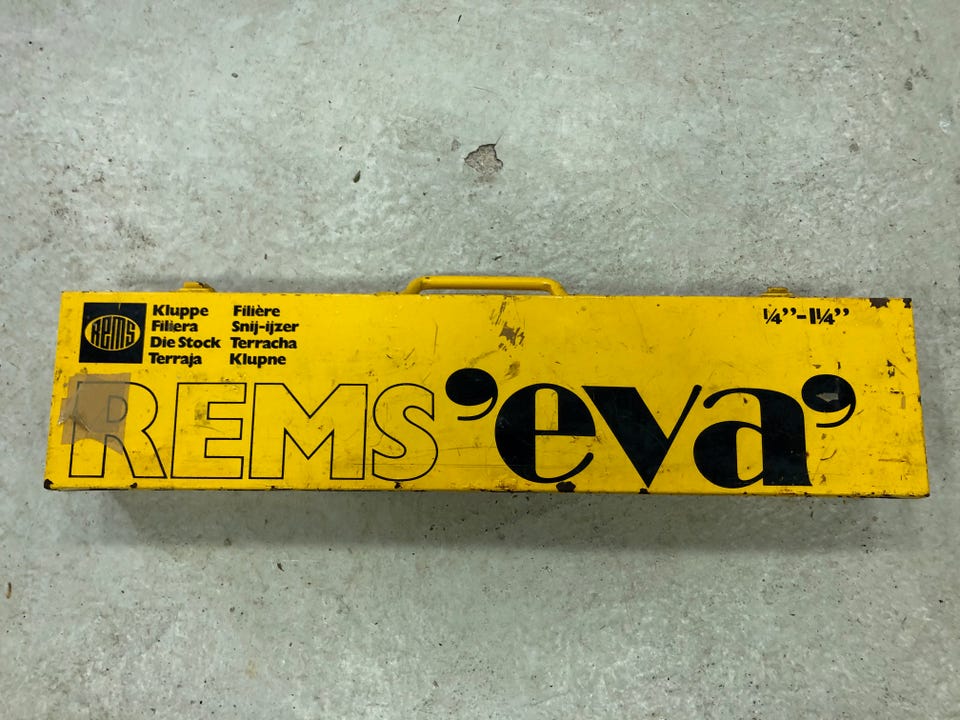 REMS
Kluppe Filière
Filiera Snij-ijzer
Die Stock Terracha
Terraja Klupne
¼”-1¼”
REMS ’eva’